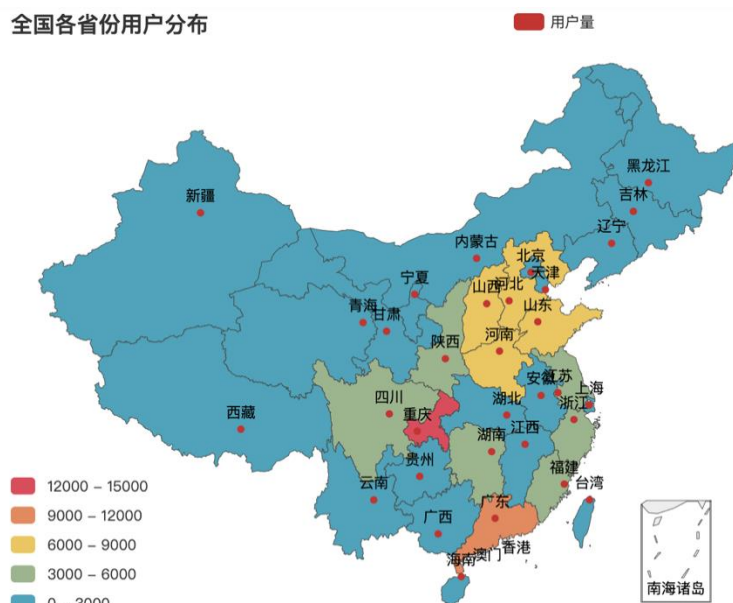 全国各省份用户分布
用户量
黑龙江
吉林
新疆
辽宁
内蒙古
北京
天津
宁夏
山西
河北
青海
甘肃
山东
陕西
河南
安徽
江苏
上海
四川
湖北
浙江
西藏
重庆
江西
湖南
贵州
福建
云南
台湾
12000 – 15000
广东
广西
9000 – 12000
香港
澳门
海南
6000 – 9000
3000 – 6000
南海诸岛
0 – 3000